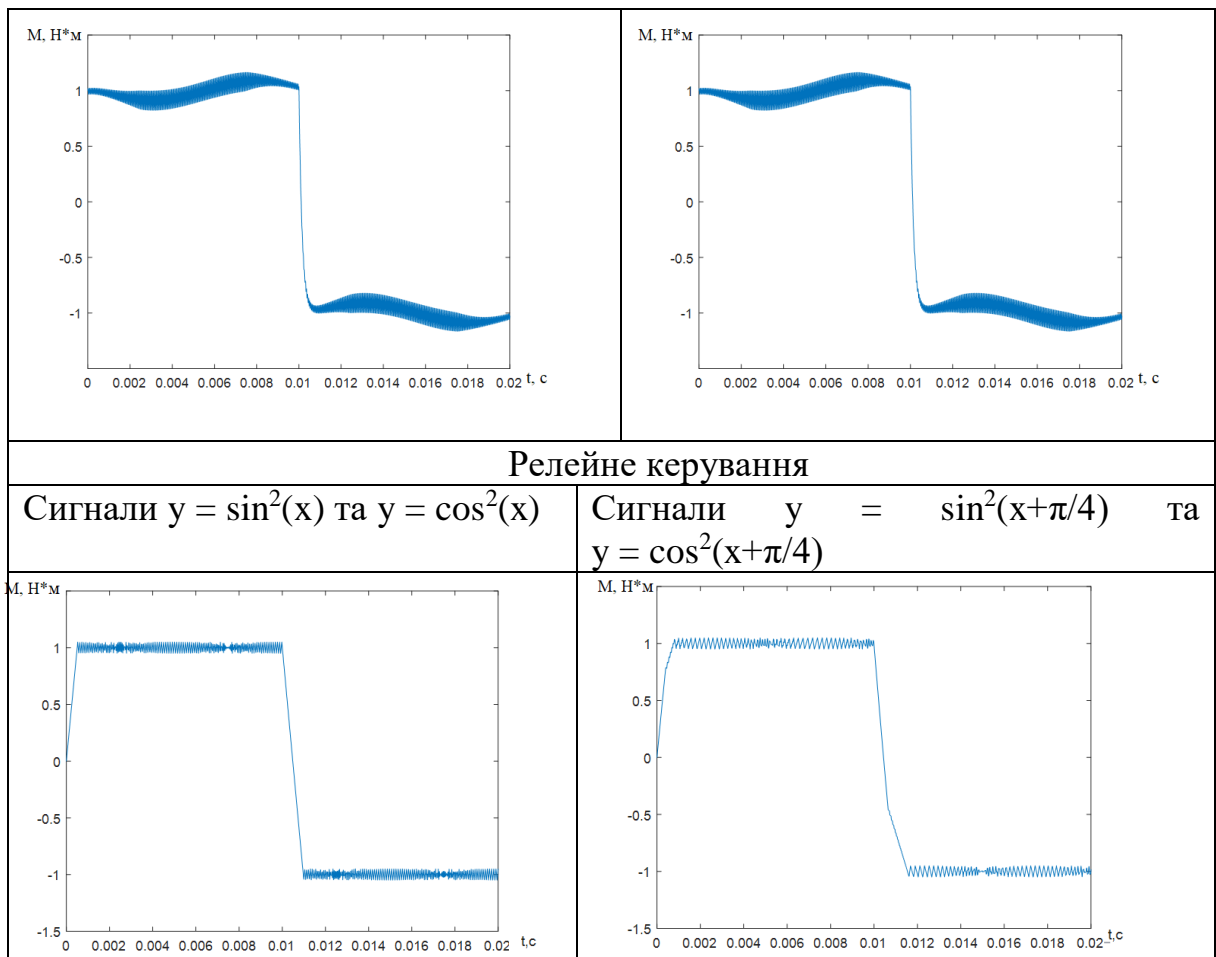 М, Н*м
1
0.5
0
-0.5
-1
0 0.002 0.004 0.006 0.008 0.01 0.012 0.014 0.016 0.018 0.02 t, c
М, Н*м
1
0.5
0
-0.5
-1
0 0.002 0.004 0.006 0.008 0.01 0.012 0.014 0.016 0.018 0.02 t, c
Релейне керування
Сигнали y = sin²(x) та y = cos²(x)
Сигнали y = sin²(x+π/4) та
y = cos²(x+π/4)
М, Н*м
1
0.5
0
-0.5
-1
-1.5
0 0.002 0.004 0.006 0.008 0.01 0.012 0.014 0.016 0.018 0.02 t,c
М, Н*м
1
0.5
0
-0.5
-1
-1.5
0 0.002 0.004 0.006 0.008 0.01 0.012 0.014 0.016 0.018 0.02 t,c